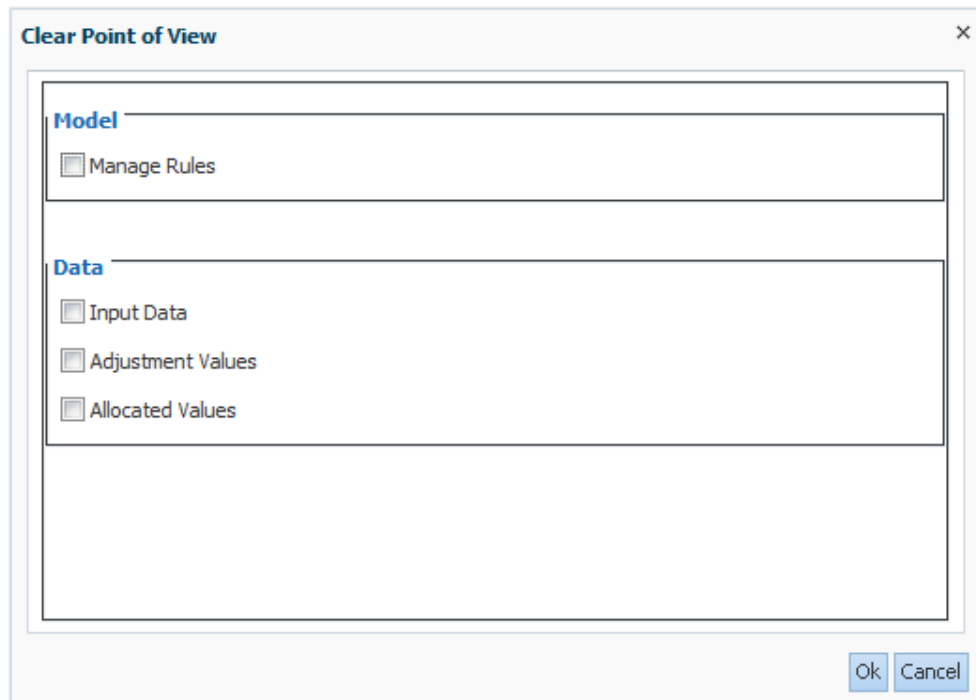 Clear Point of View
Model
Manage Rules
Data
Input Data
Adjustment Values
Allocated Values
Ok Cancel